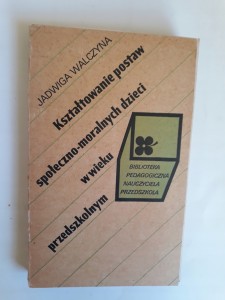 JADWIGA WALCZYNA
Kształtowanie postaw
społeczno-moralnych dzieci
w wieku
przedszkolnym
BIBLIOTEKA
PEDAGOGICZNA
NAUCZYCIELA
PRZEDSZKOLA